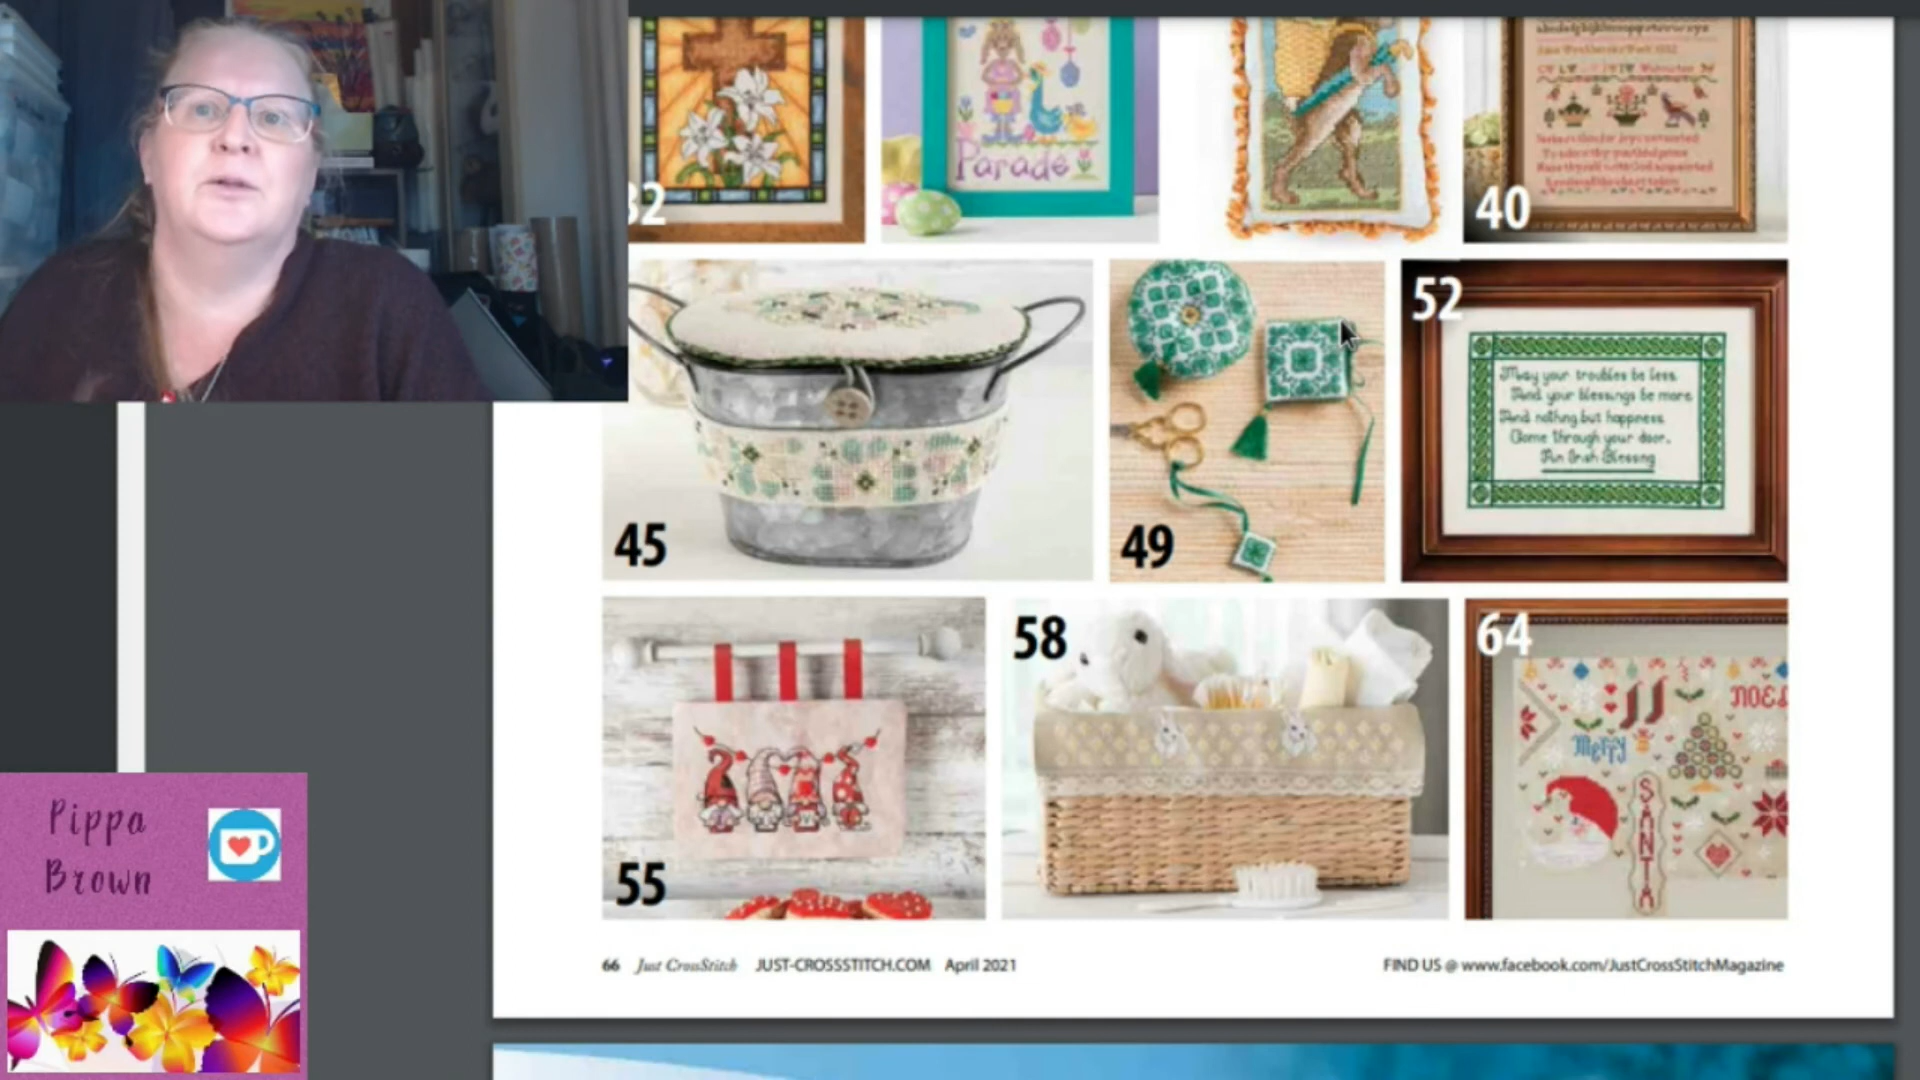 32
Parade
40
45
49
52
May your troubles be less
And your blessings be more
And nothing but happiness
Come through your door.
An Irish Blessing
55
58
64
NOEL
Merry
SANTA
66 Just CrossStitch JUST-CROSSSTITCH.COM April 2021
FIND US @ www.facebook.com/JustCrossStitchMagazine
Pippa
Brown